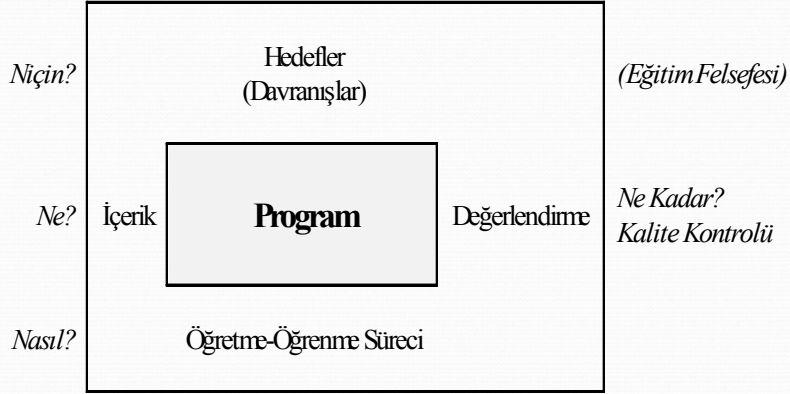 Niçin?
Hedefler
(Davranışlar)
(Eğitim Felsefesi)
Ne?
İçerik
Program
Değerlendirme
Ne Kadar?
Kalite Kontrolü
Nasıl?
Öğretme-Öğrenme Süreci